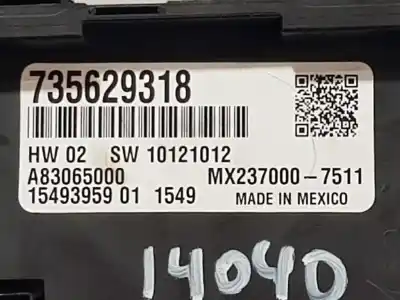 735629318
HW 02 SW 10121012
A83065000 MX237000-7511
15493959 01 1549 MADE IN MEXICO
14040